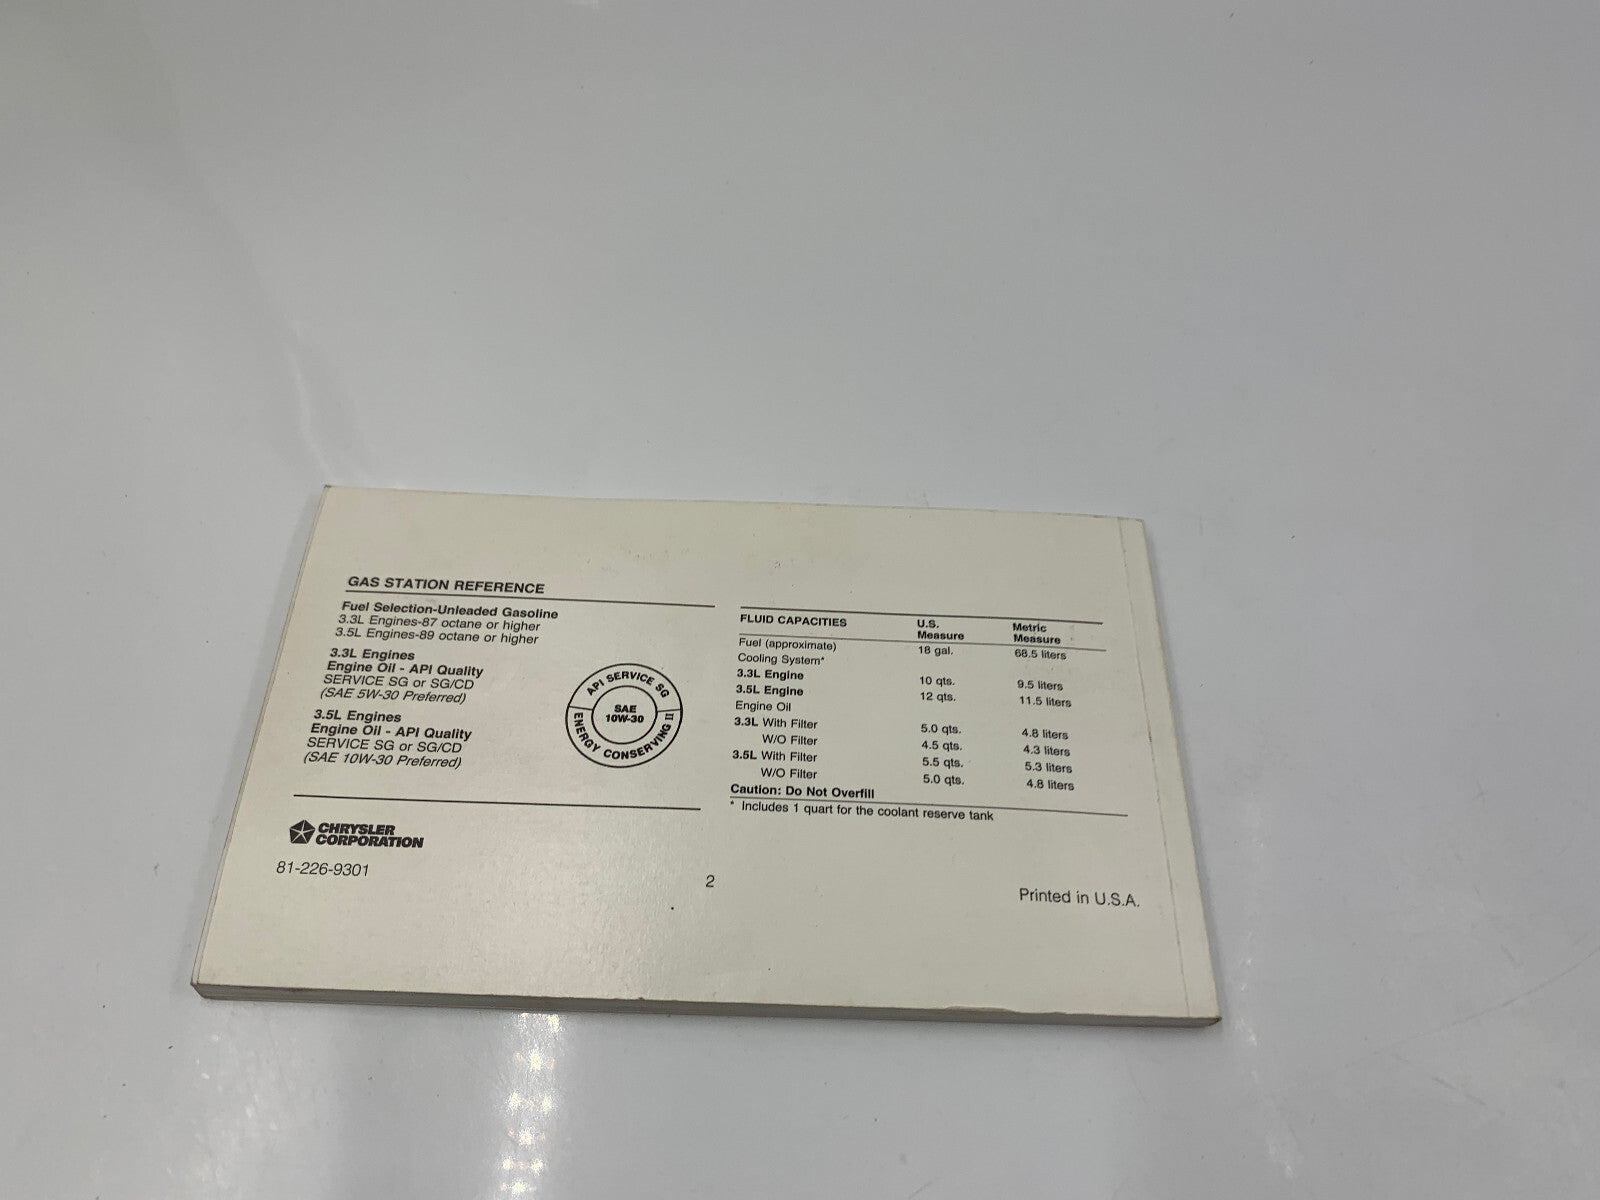 GAS STATION REFERENCE
Fuel Selection-Unleaded Gasoline
3.3L Engines-87 octane or higher
3.5L Engines-89 octane or higher
3.3L Engines
Engine Oil - API Quality
SERVICE SG or SG/CD
(SAE 5W-30 Preferred)
3.5L Engines
Engine Oil - API Quality
SERVICE SG or SG/CD
(SAE 10W-30 Preferred)
API SERVICE SG
SAE
10W-30
ENERGY CONSERVING II
CHRYSLER
CORPORATION
81-226-9301
FLUID CAPACITIES U.S. Measure Metric Measure
Fuel (approximate) 18 gal. 68.5 liters
Cooling System*
3.3L Engine 10 qts. 9.5 liters
3.5L Engine 12 qts. 11.5 liters
Engine Oil
3.3L With Filter 5.0 qts. 4.8 liters
W/O Filter 4.5 qts. 4.3 liters
3.5L With Filter 5.5 qts. 5.3 liters
W/O Filter 5.0 qts. 4.8 liters
Caution: Do Not Overfill
* Includes 1 quart for the coolant reserve tank
2
Printed in U.S.A.